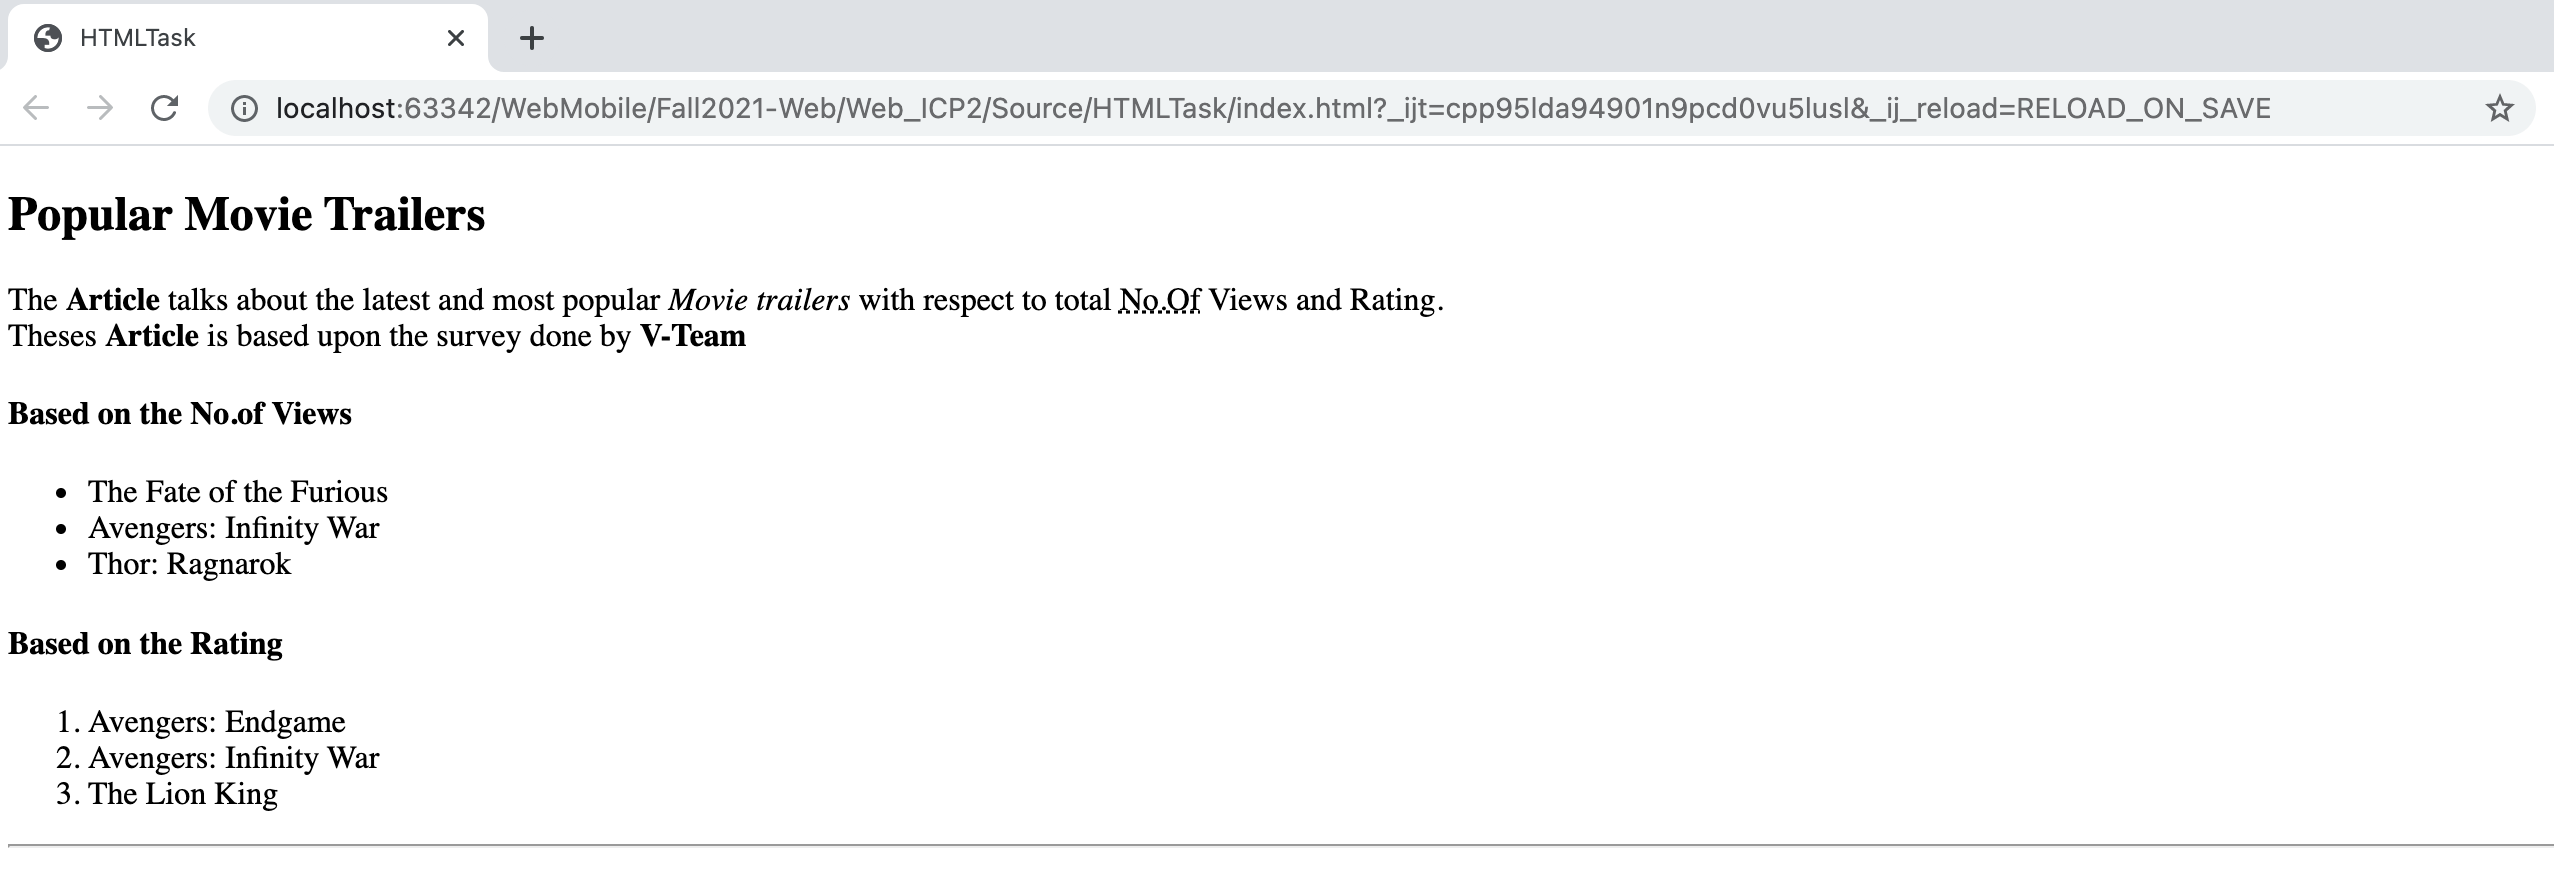 HTMLTask
localhost:63342/WebMobile/Fall2021-Web/Web_ICP2/Source/HTMLTask/index.html?_ijt=cpp95lda94901n9pcd0vu5lusl&_ij_reload=RELOAD_ON_SAVE
Popular Movie Trailers
The Article talks about the latest and most popular Movie trailers with respect to total No.Of Views and Rating.
Theses Article is based upon the survey done by V-Team
Based on the No.of Views
• The Fate of the Furious
• Avengers: Infinity War
• Thor: Ragnarok
Based on the Rating
1. Avengers: Endgame
2. Avengers: Infinity War
3. The Lion King